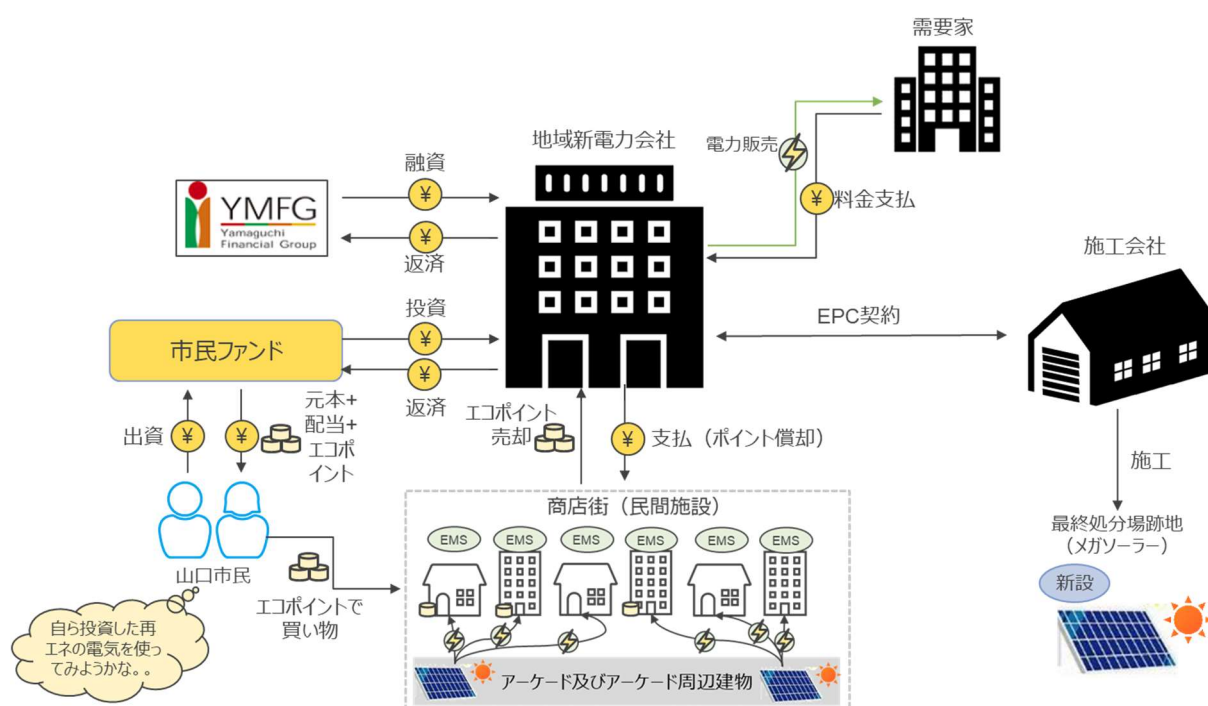 需要家
地域新電力会社
電力販売
融資
¥
YMFG
Yamaguchi
Financial Group
¥
料金支払
¥
返済
施工会社
投資
¥
EPC契約
市民ファンド
¥
返済
元本+
配当+
エコポ
イント
出資
¥
¥
エコポイント
売却
¥
支払（ポイント償却）
施工
商店街（民間施設）
最終処分場跡地
（メガソーラー）
EMS
EMS
EMS
EMS
EMS
EMS
山口市民
新設
エコポイントで
買い物
自ら投資した再
エネの電気を使っ
てみようかな。。
アーケード及びアーケード周辺建物